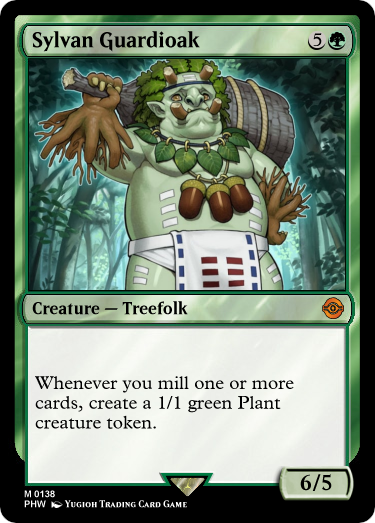 Sylvan Guardioak 5
Creature — Treefolk
Whenever you mill one or more
cards, create a 1/1 green Plant
creature token.
6/5
M 0138
PHW Yugioh Trading Card Game